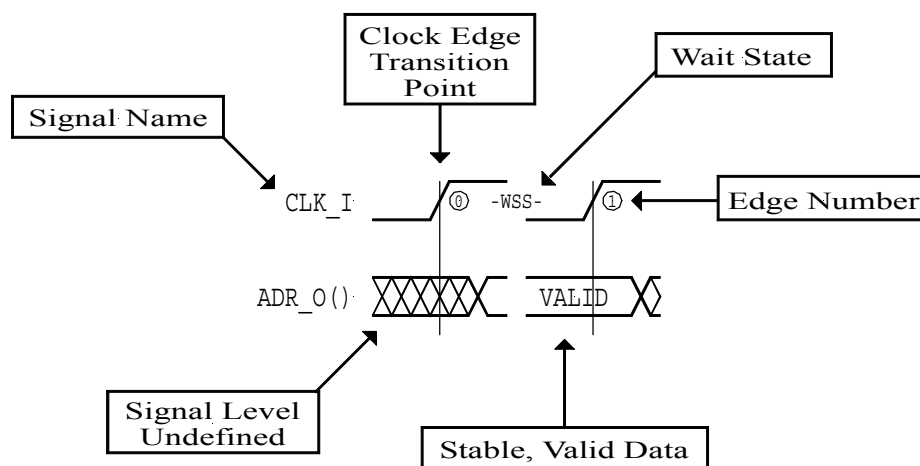 Clock Edge
Transition
Point
Wait State
Signal Name
CLK_I
0
-WSS-
1
Edge Number
ADR_O()
VALID
Signal Level
Undefined
Stable, Valid Data